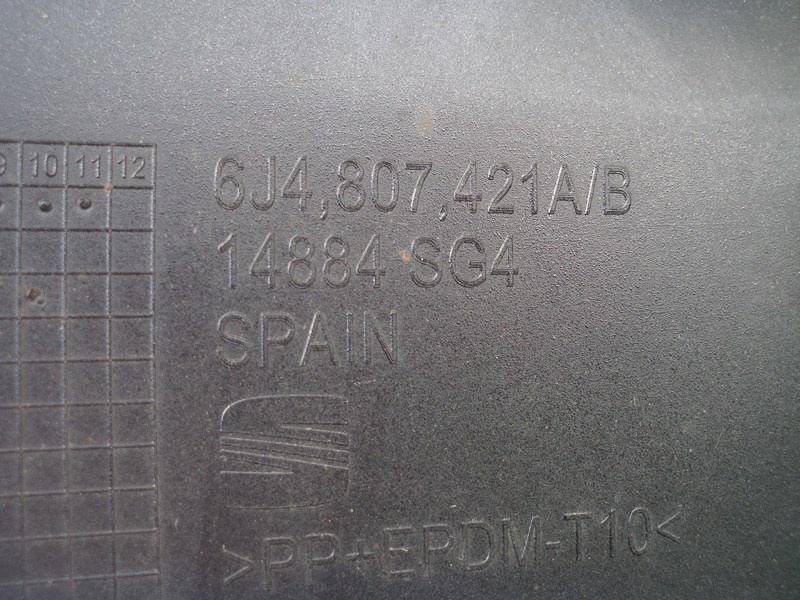 9 10 11 12
6J4,807,421A/B
14884 SG4
SPAIN
>PP+EPDM-T10<